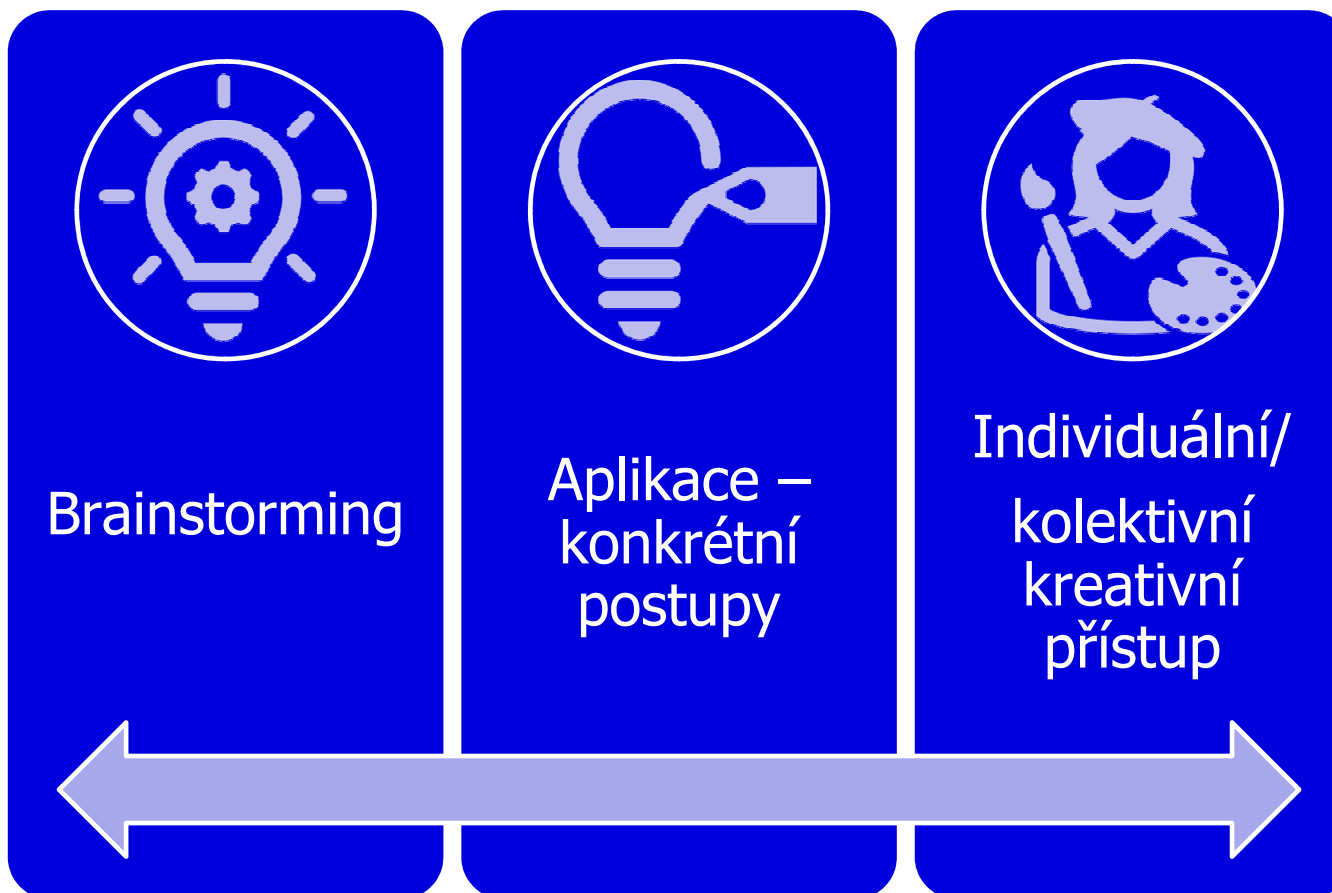 Brainstorming
Aplikace –
konkrétní
postupy
Individuální/
kolektivní
kreativní
přístup